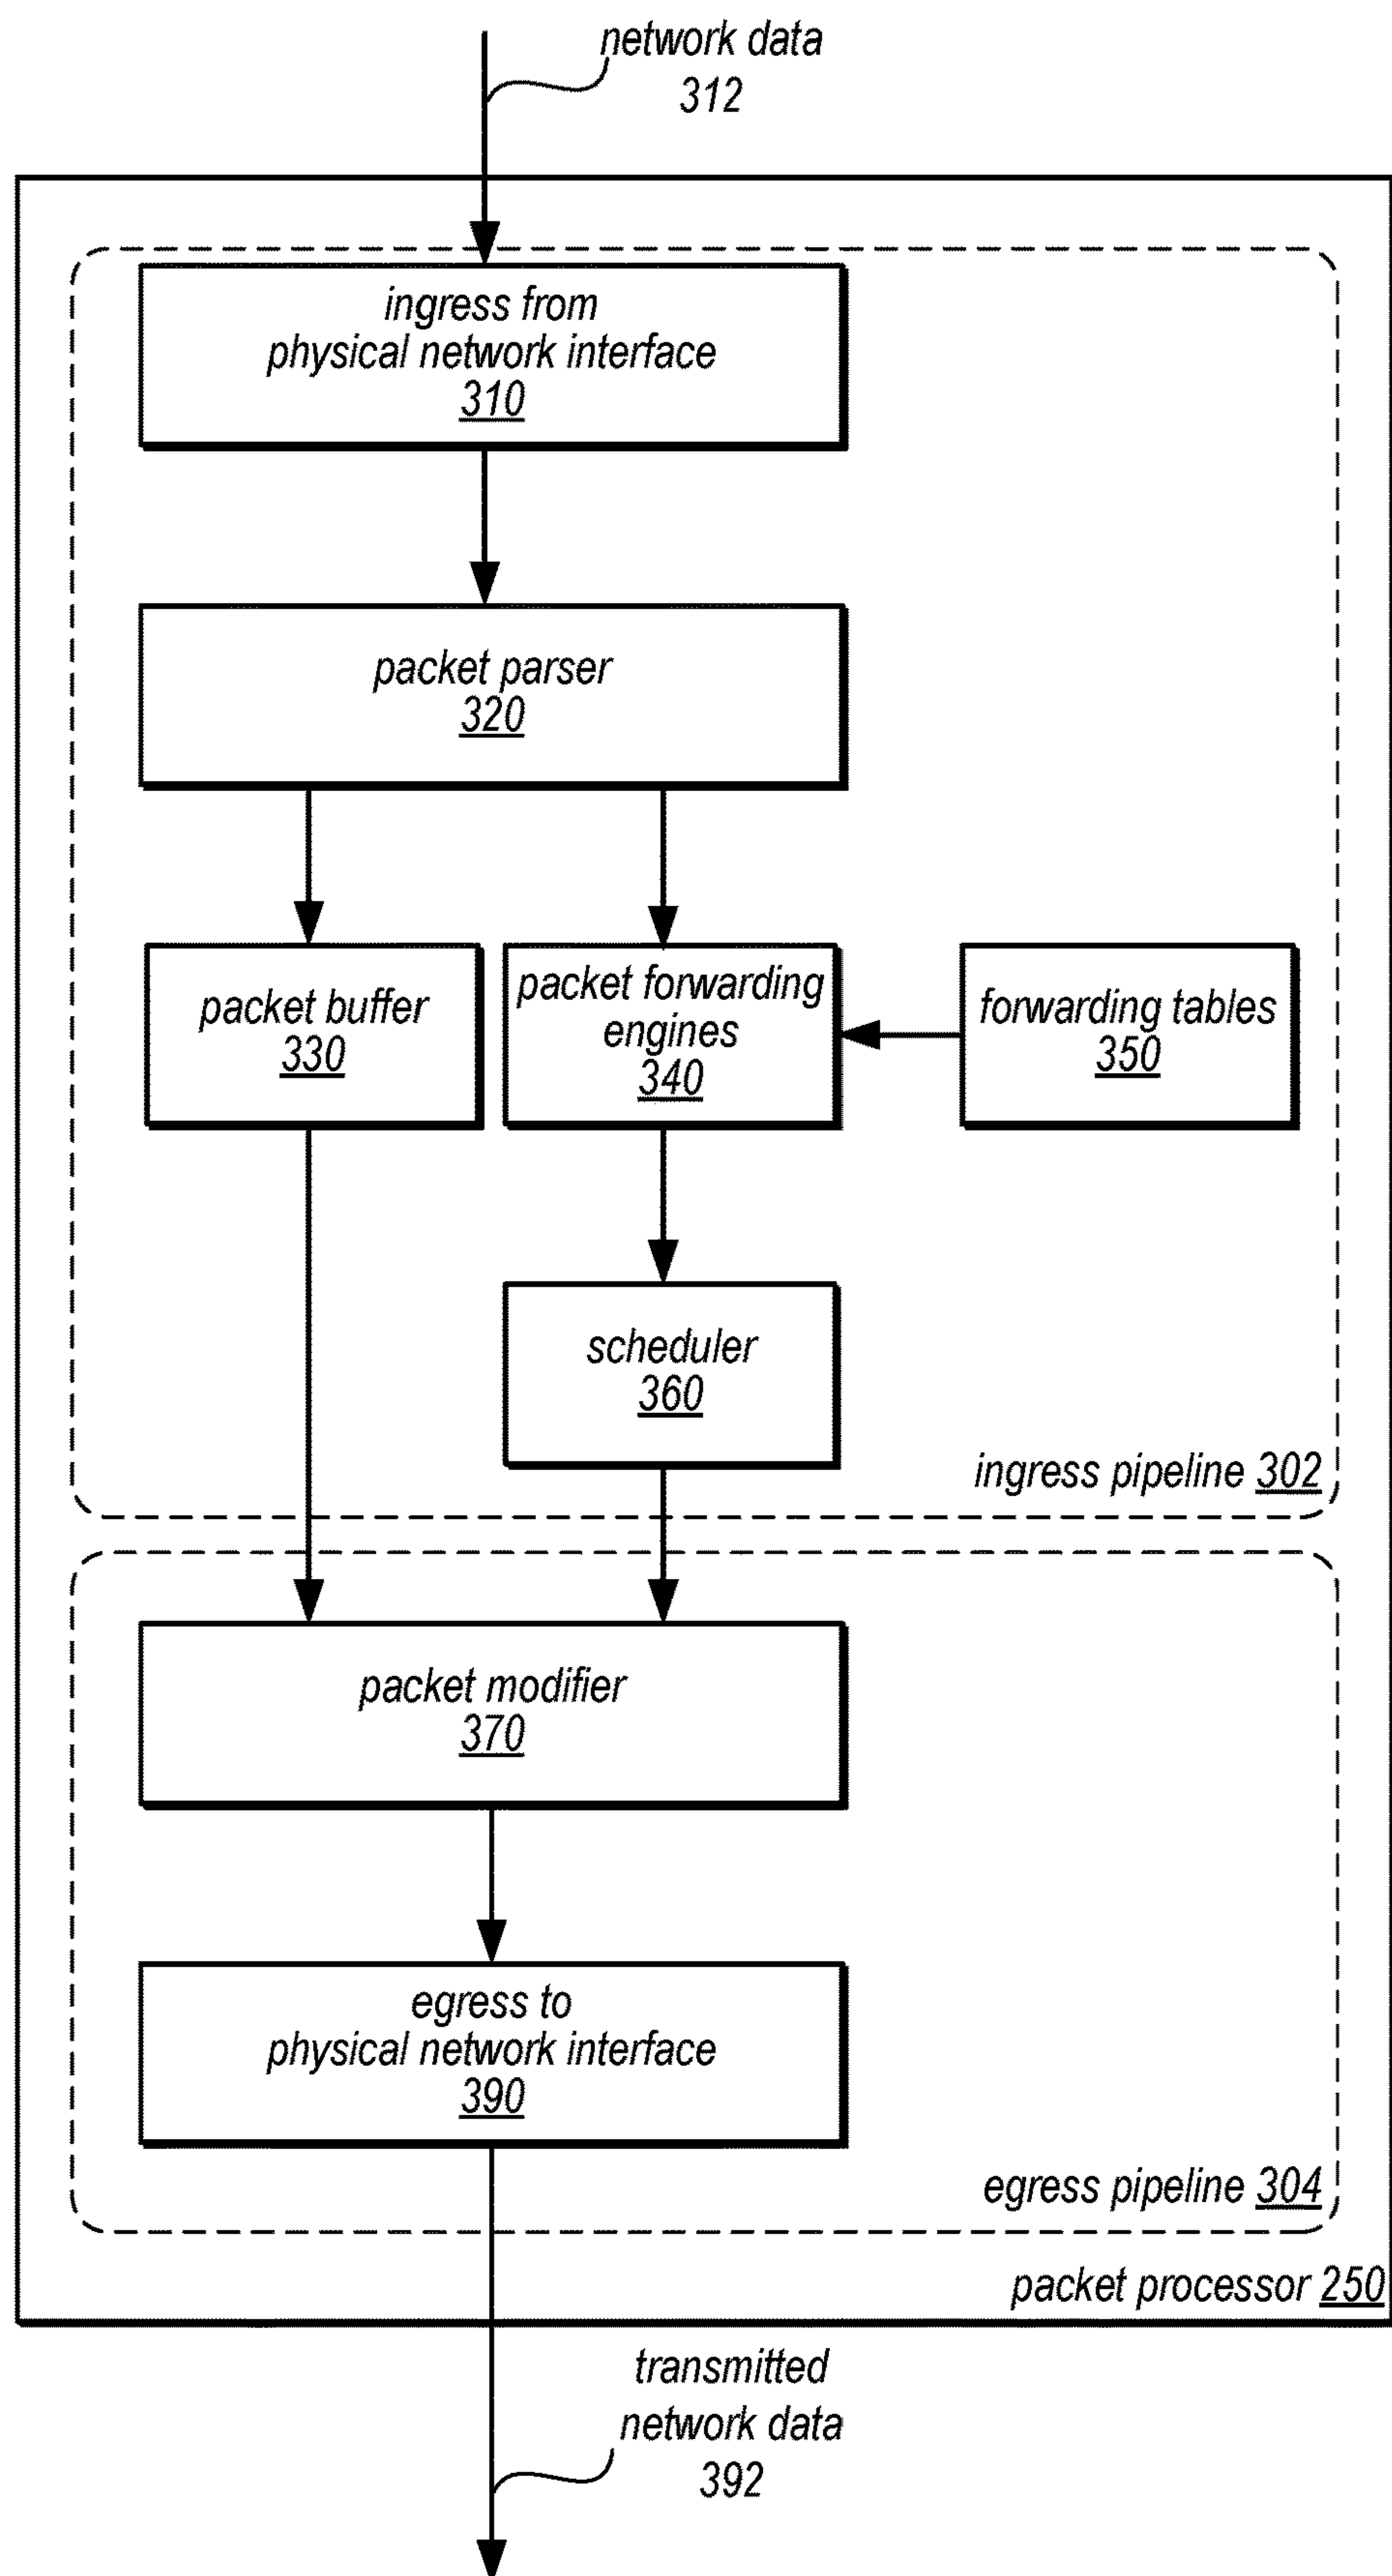 network data
312
ingress from
physical network interface
310
packet parser
320
packet buffer
330
packet forwarding
engines
340
forwarding tables
350
scheduler
360
ingress pipeline 302
packet modifier
370
egress to
physical network interface
390
egress pipeline 304
packet processor 250
transmitted
network data
392